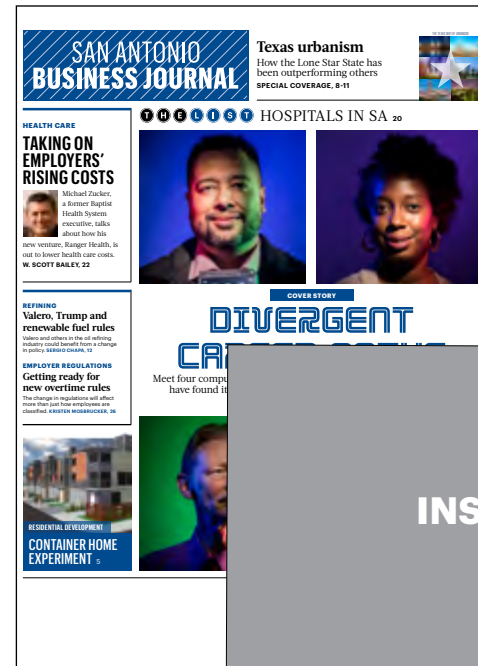 SAN ANTONIO
BUSINESS JOURNAL
Texas urbanism
How the Lone Star State has
been outperforming others
SPECIAL COVERAGE, 8-11
THE LIST HOSPITALS IN SA 20
HEALTH CARE
TAKING ON
EMPLOYERS'
RISING COSTS
Michael Zucker,
a former Baptist
Health System
executive, talks
about how his
new venture, Ranger Health, is
out to lower health care costs.
W. SCOTT BAILEY, 22
REFINING
Valero, Trump and
renewable fuel rules
Valero and others in the oil refining
industry could benefit from a change
in policy. SERGIO CHAPA, 12
EMPLOYER REGULATIONS
Getting ready for
new overtime rules
The change in regulations will affect
more than just how employees are
classified. KRISTEN MOSBRUCKER, 26
RESIDENTIAL DEVELOPMENT
CONTAINER HOME
EXPERIMENT 5
COVER STORY
DIVERGENT
Meet four
have found
INS